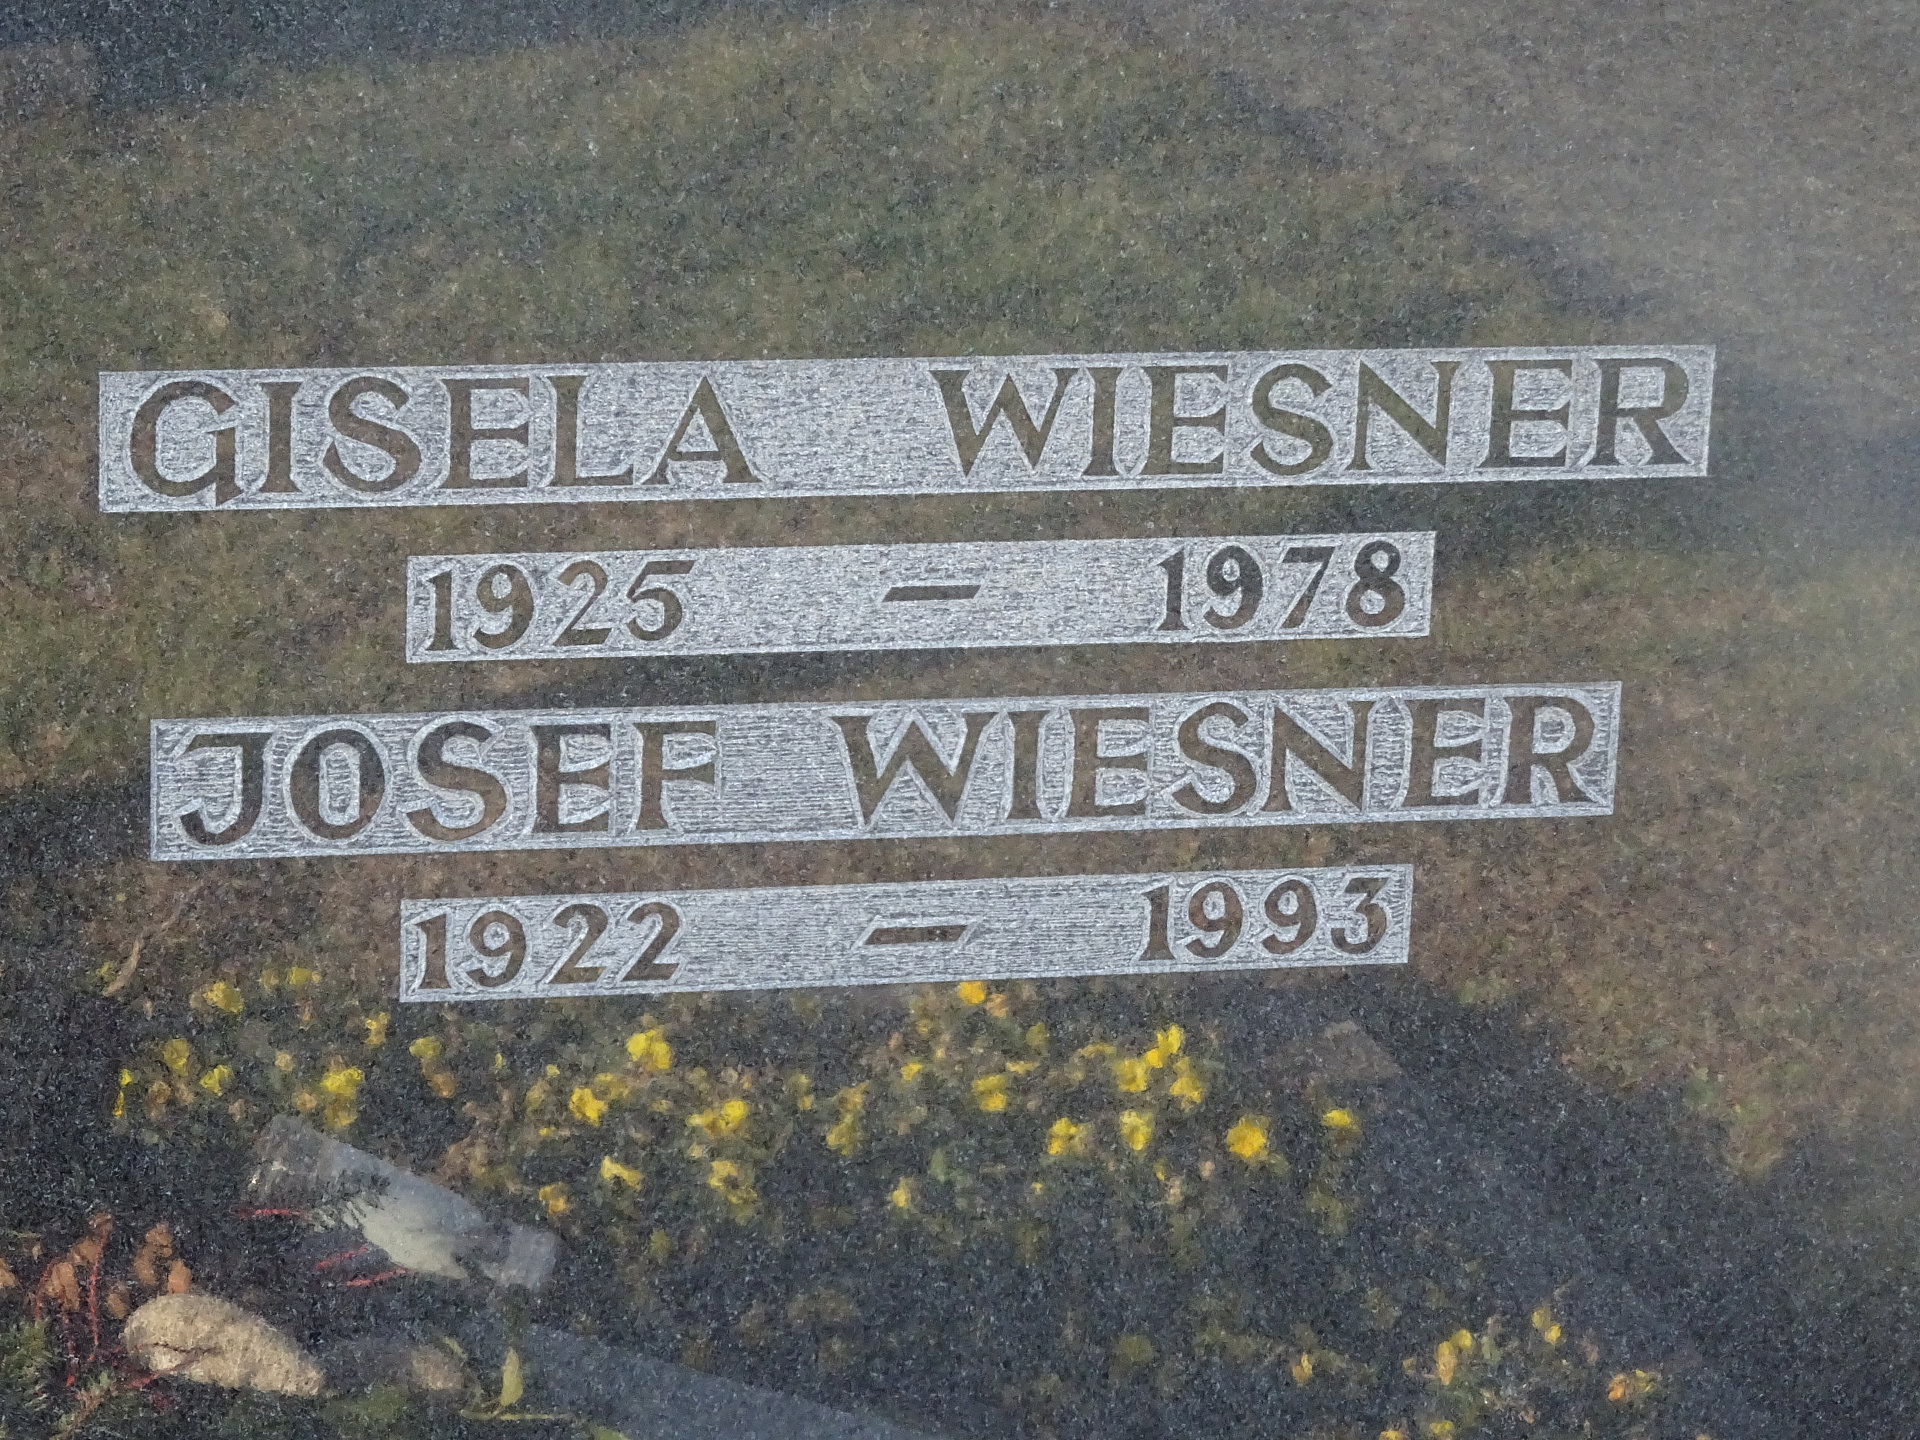 GISELA WIESNER
1925 – 1978
JOSEF WIESNER
1922 – 1993